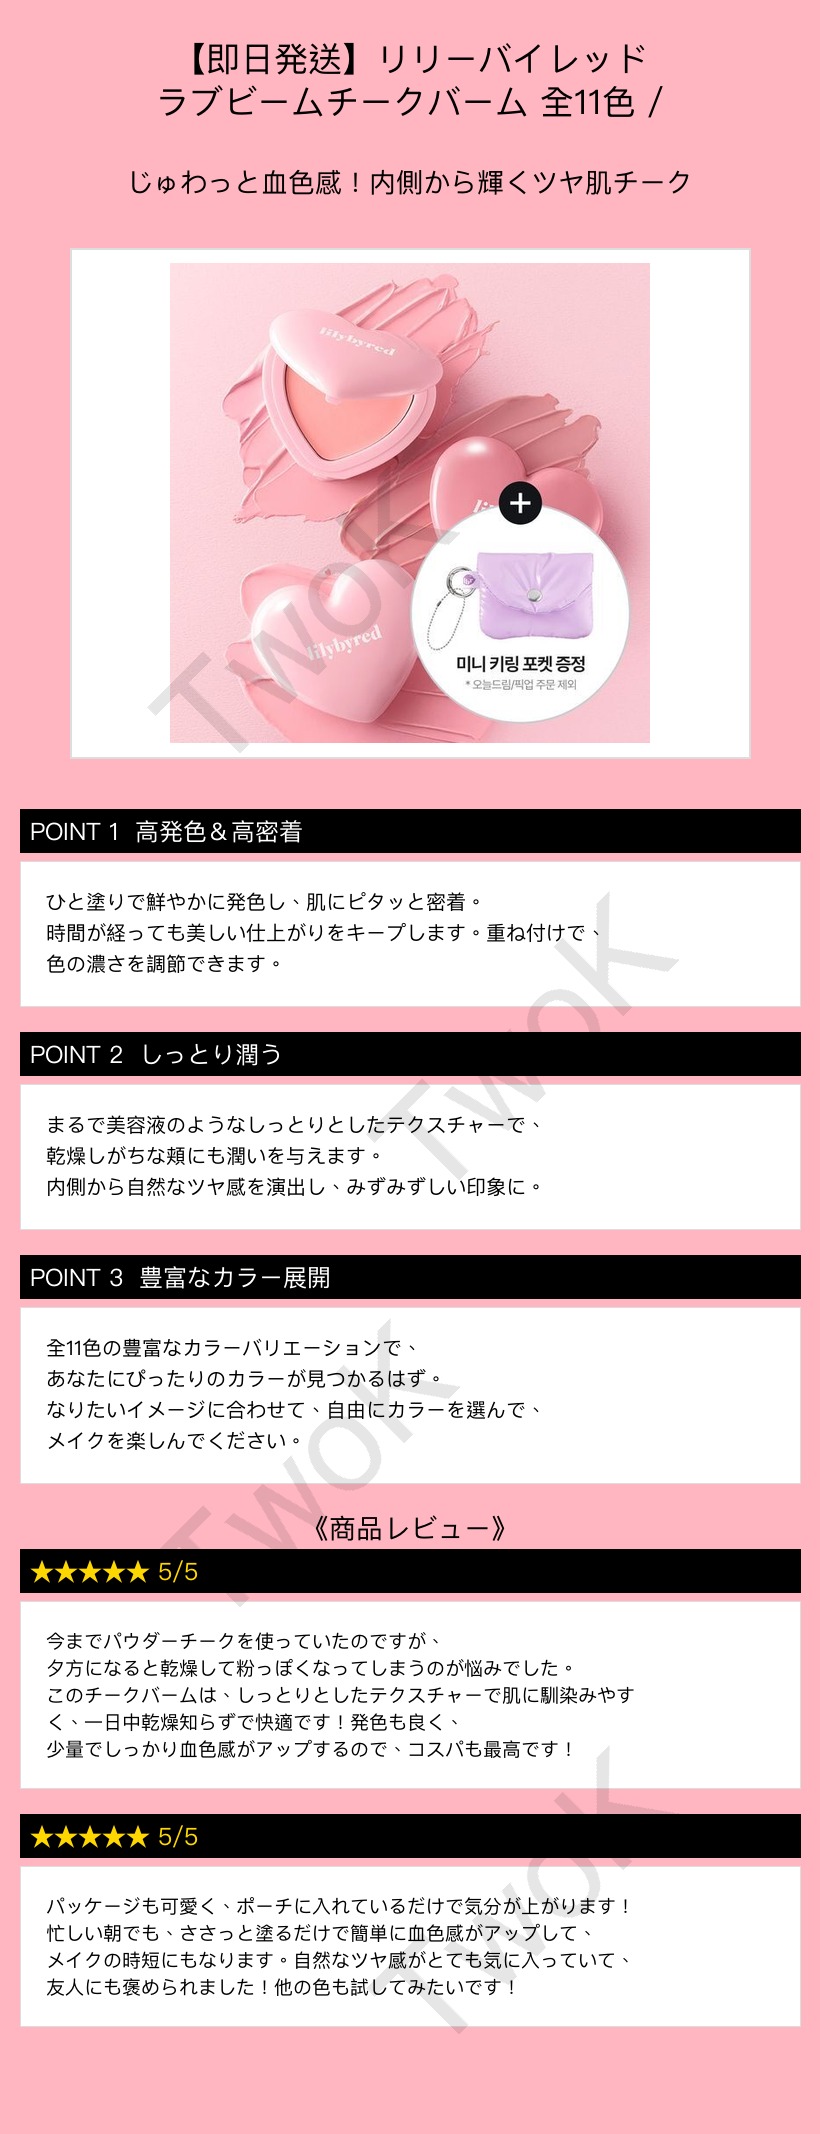 【即日発送】リリーバイレッド
ラブビームチークバーム 全11色 /
じゅわっと血色感！内側から輝くツヤ肌チーク
lilybyred
lil
lilybyred
+
미니 키링 포켓 증정
* 오늘드림/픽업 주문 제외
POINT 1 高発色＆高密着
ひと塗りで鮮やかに発色し、肌にピタッと密着。
時間が経っても美しい仕上がりをキープします。重ね付けで、
色の濃さを調節できます。
POINT 2 しっとり潤う
まるで美容液のようなしっとりとしたテクスチャーで、
乾燥しがちな頬にも潤いを与えます。
内側から自然なツヤ感を演出し、みずみずしい印象に。
POINT 3 豊富なカラー展開
全11色の豊富なカラーバリエーションで、
あなたにぴったりのカラーが見つかるはず。
なりたいイメージに合わせて、自由にカラーを選んで、
メイクを楽しんでください。
《商品レビュー》
★★★★★ 5/5
今までパウダーチークを使っていたのですが、
夕方になると乾燥して粉っぽくなってしまうのが悩みでした。
このチークバームは、しっとりとしたテクスチャーで肌に馴染みやす
く、一日中乾燥知らずで快適です！発色も良く、
少量でしっかり血色感がアップするので、コスパも最高です！
★★★★★ 5/5
パッケージも可愛く、ポーチに入れているだけで気分が上がります！
忙しい朝でも、ささっと塗るだけで簡単に血色感がアップして、
メイクの時短にもなります。自然なツヤ感がとても気に入っていて、
友人にも褒められました！他の色も試してみたいです！
TwoK
TwoK
TwoK
TwoK